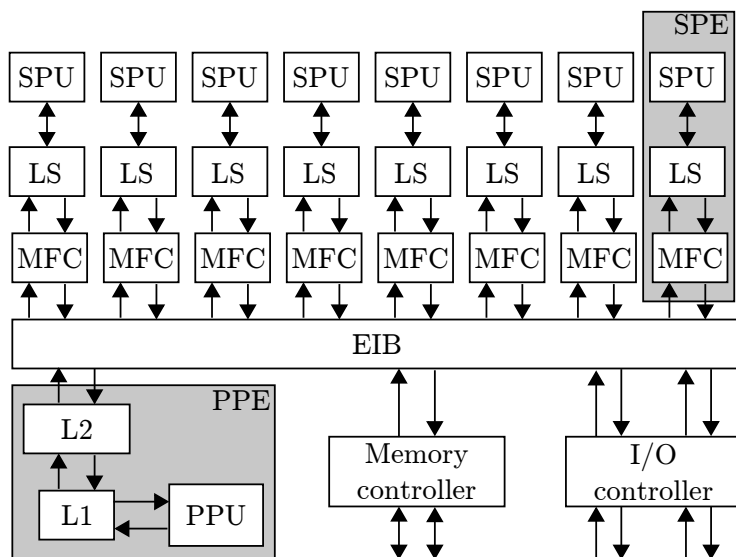 SPE
SPU SPU SPU SPU SPU SPU SPU SPU
LS LS LS LS LS LS LS LS
MFC MFC MFC MFC MFC MFC MFC MFC
EIB
PPE
L2
L1
PPU
Memory
controller
I/O
controller